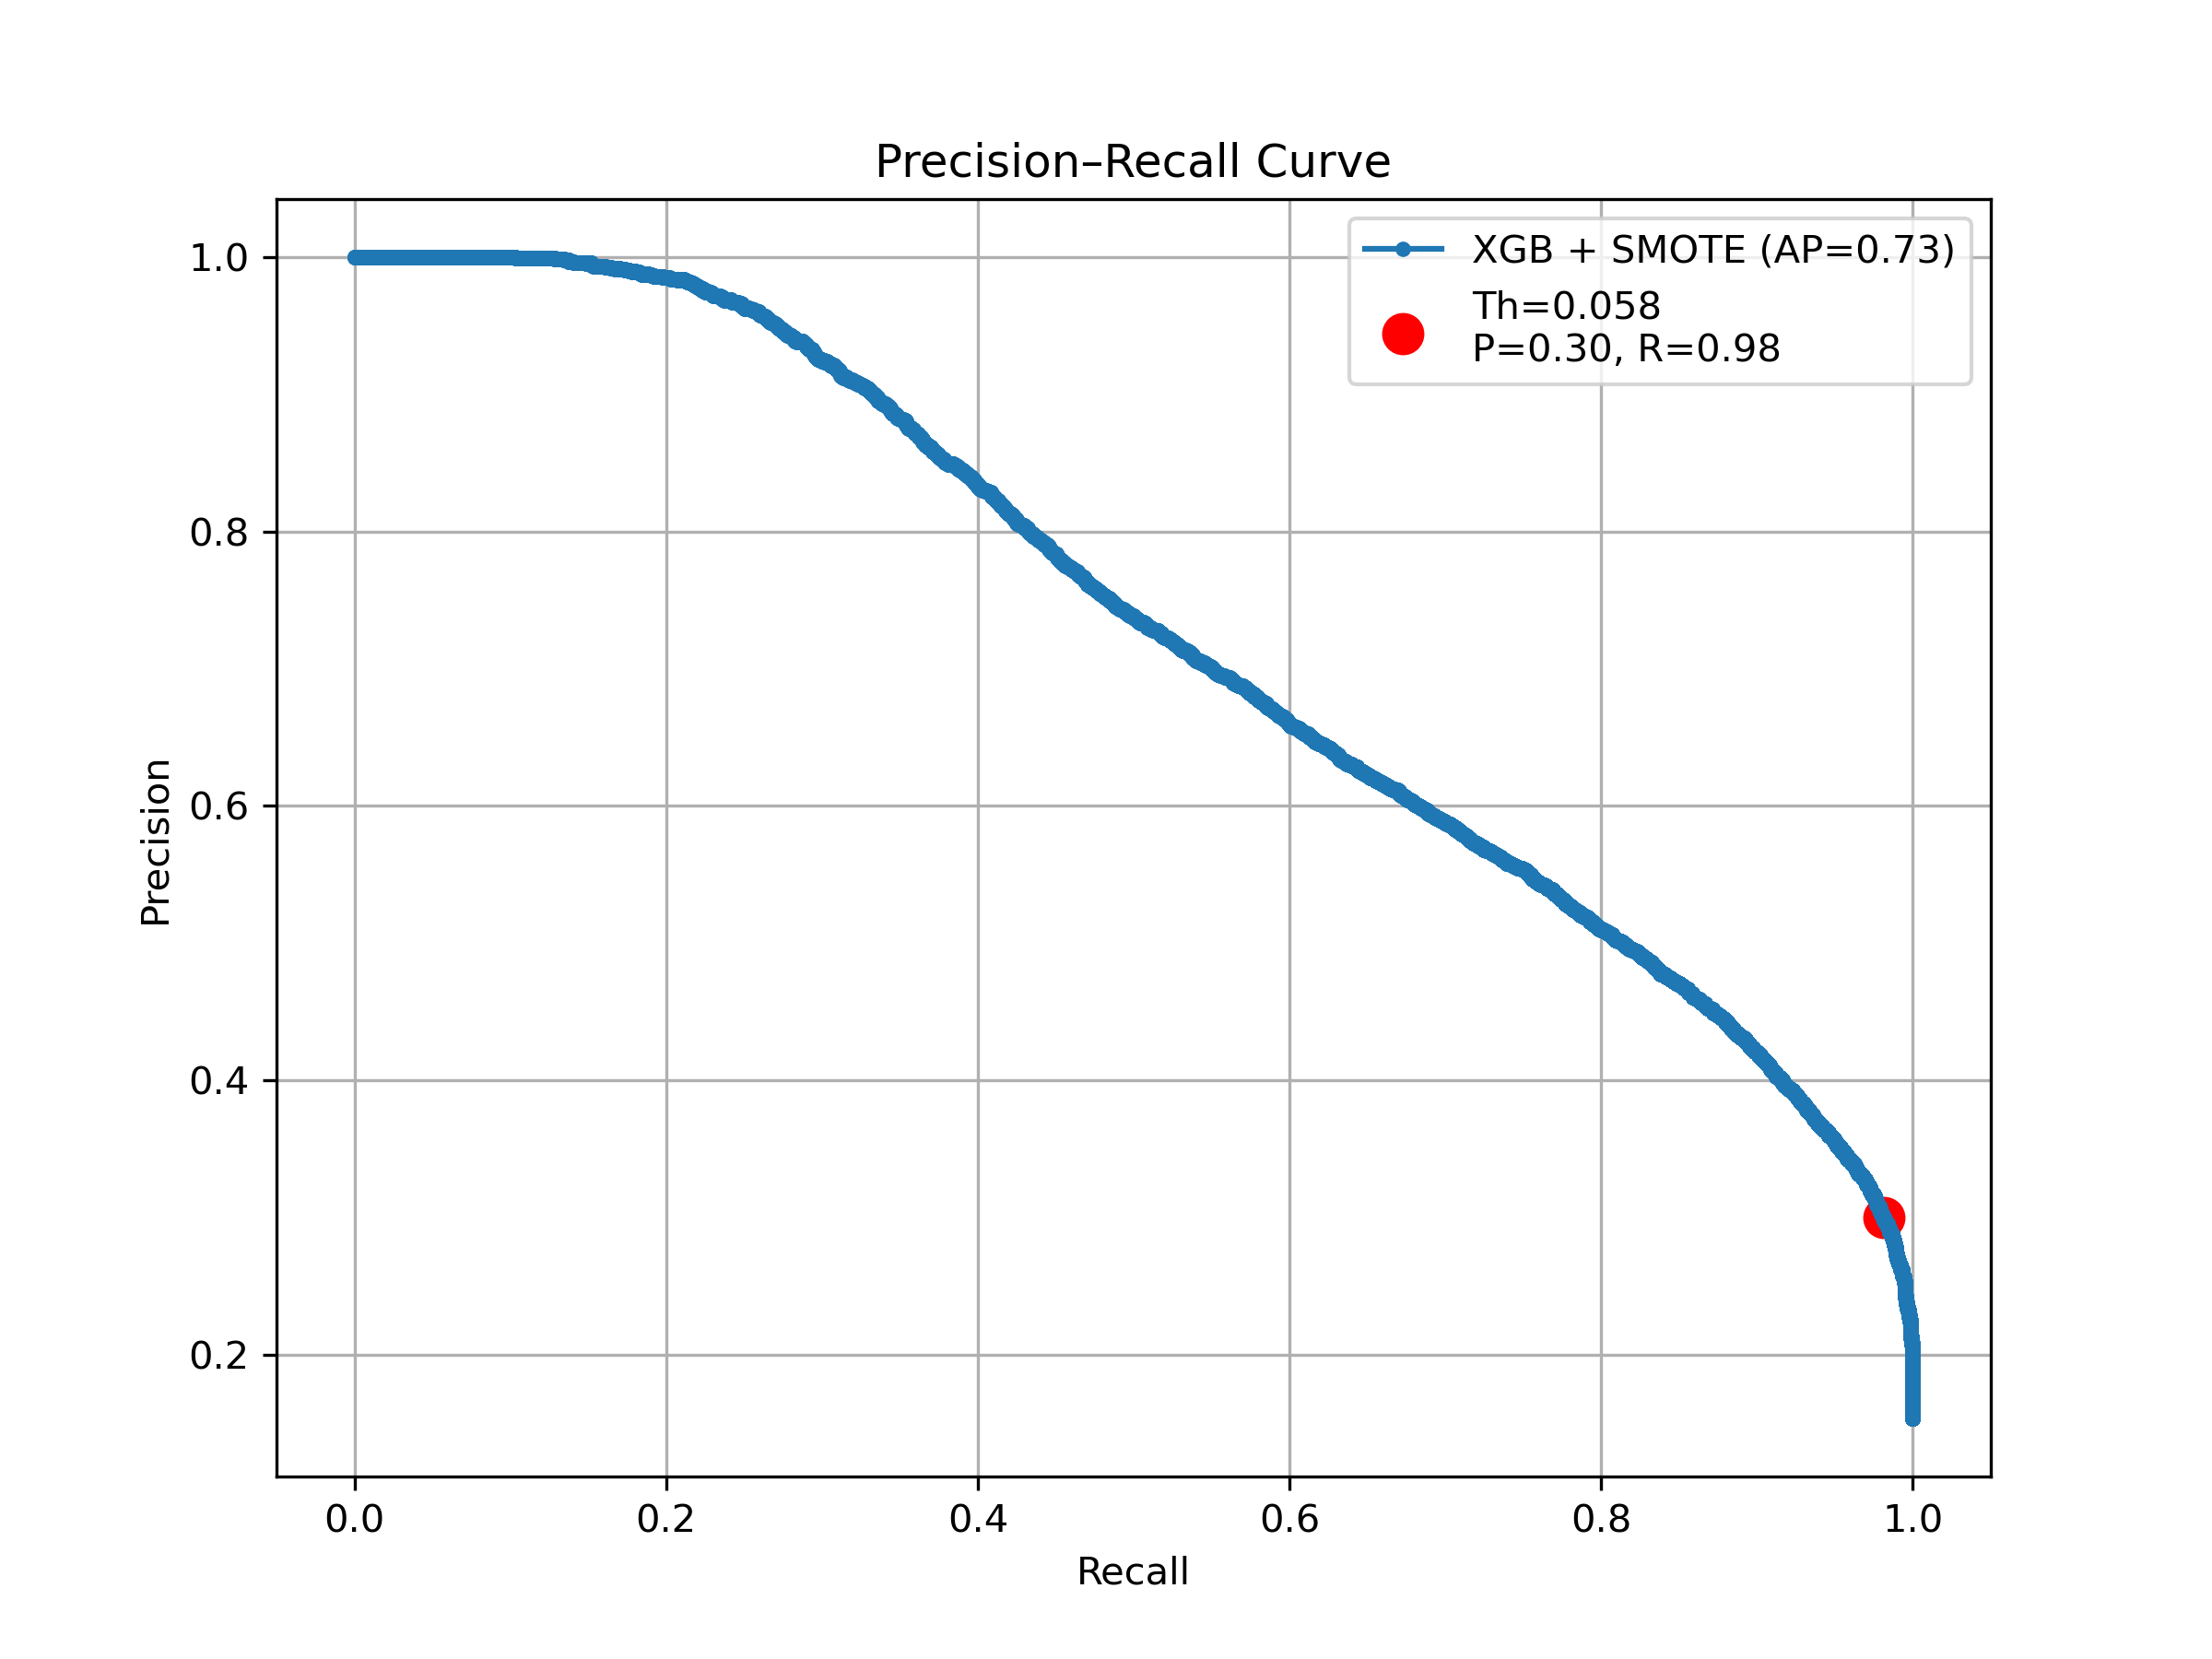 Precision–Recall Curve
XGB + SMOTE (AP=0.73)
Th=0.058
P=0.30, R=0.98
1.0
0.8
0.6
0.4
0.2
Precision
0.0
0.2
0.4
0.6
0.8
1.0
Recall